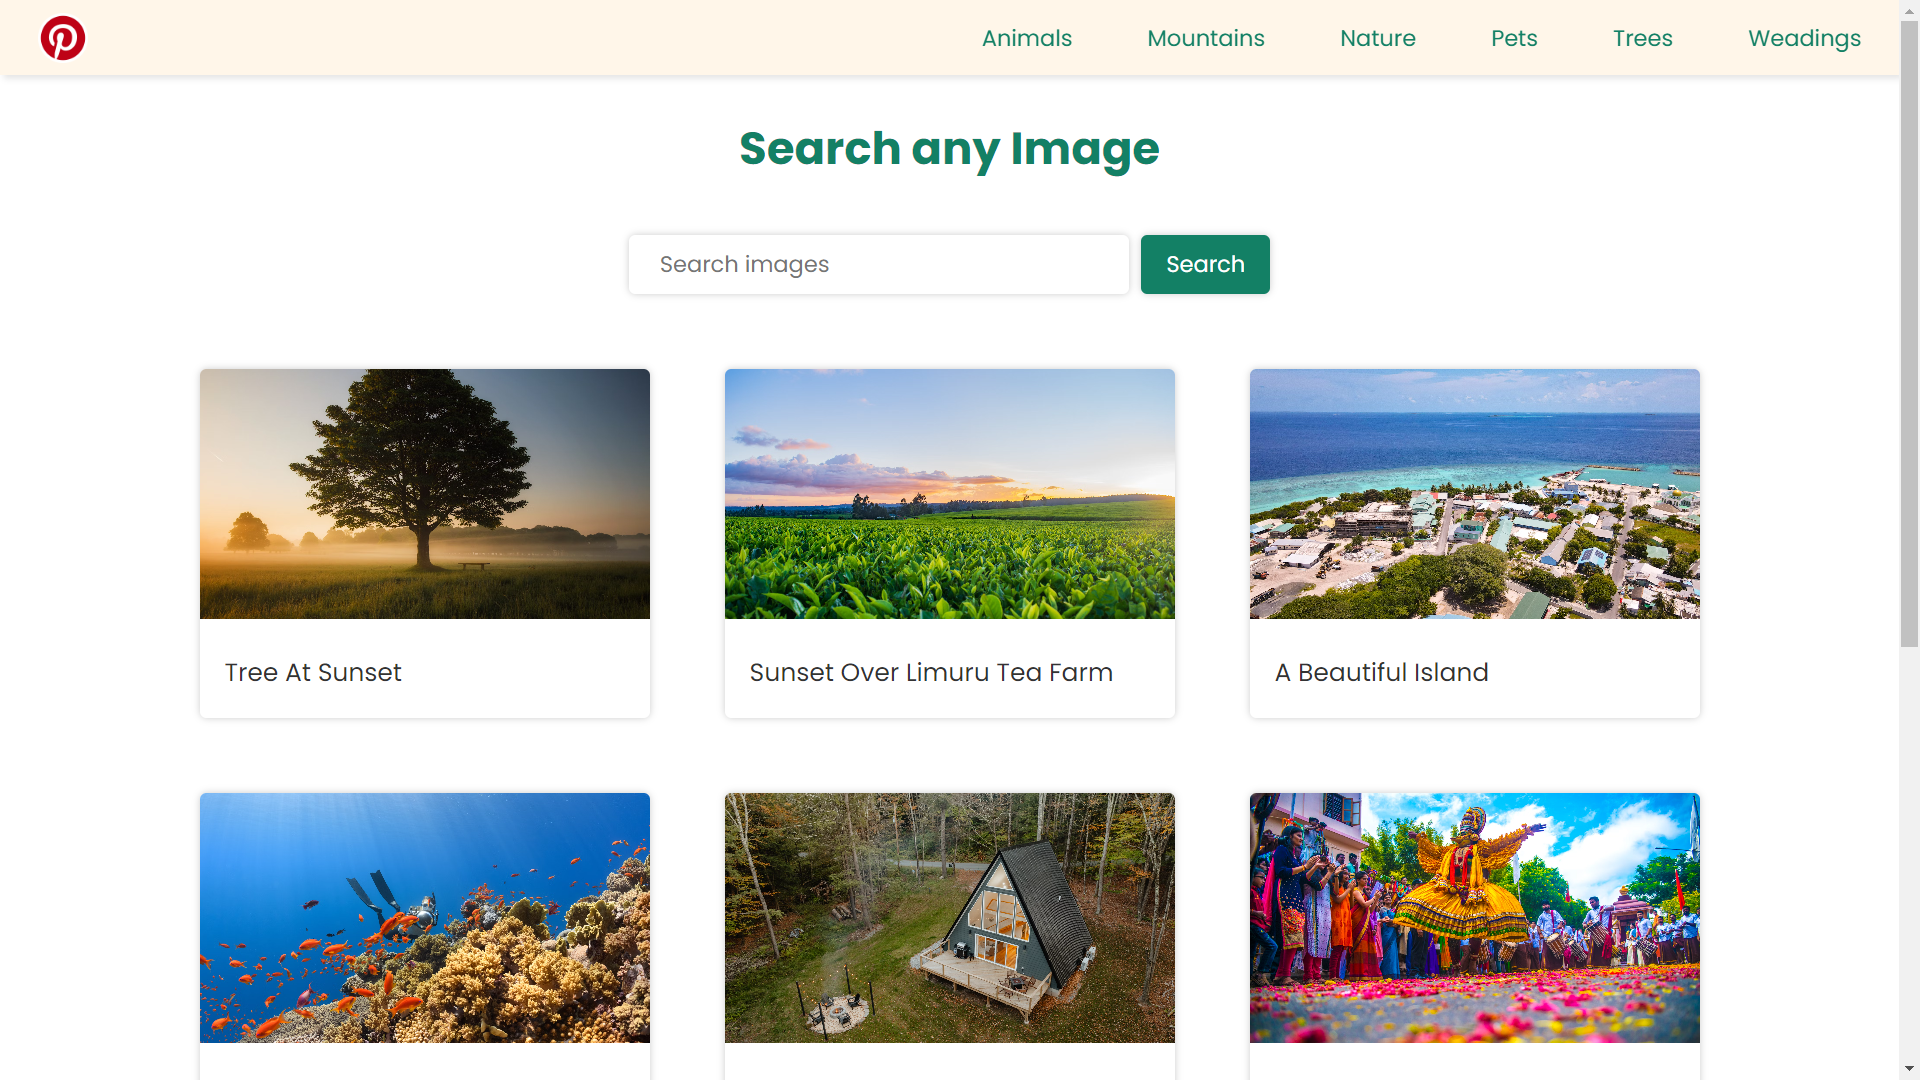 Animals
Mountains
Nature
Pets
Trees
Weadings
Search any Image
Search images
Search
Tree At Sunset
Sunset Over Limuru Tea Farm
A Beautiful Island